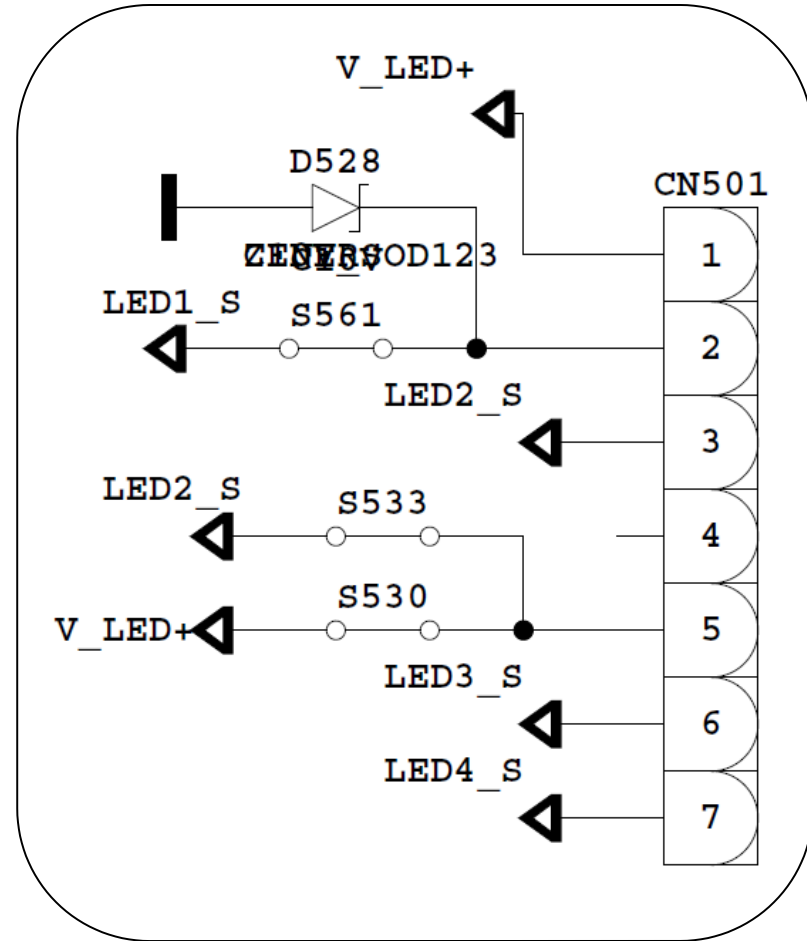 V_LED+
D528
CN501
1
LED1_S
S561
2
LED2_S
3
LED2_S
S533
4
S530
V_LED+
5
LED3_S
6
LED4_S
7